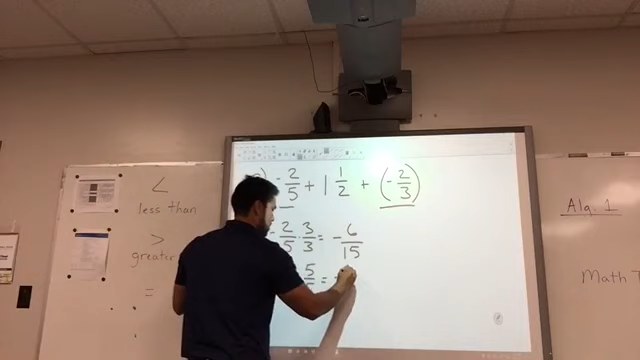 - 2/5 + 1 1/2 + (- 2/3)
- 2/5 · 3/3 = - 6/15
5 = -
<
less than
>
greater
=
Alg. 1
Math T